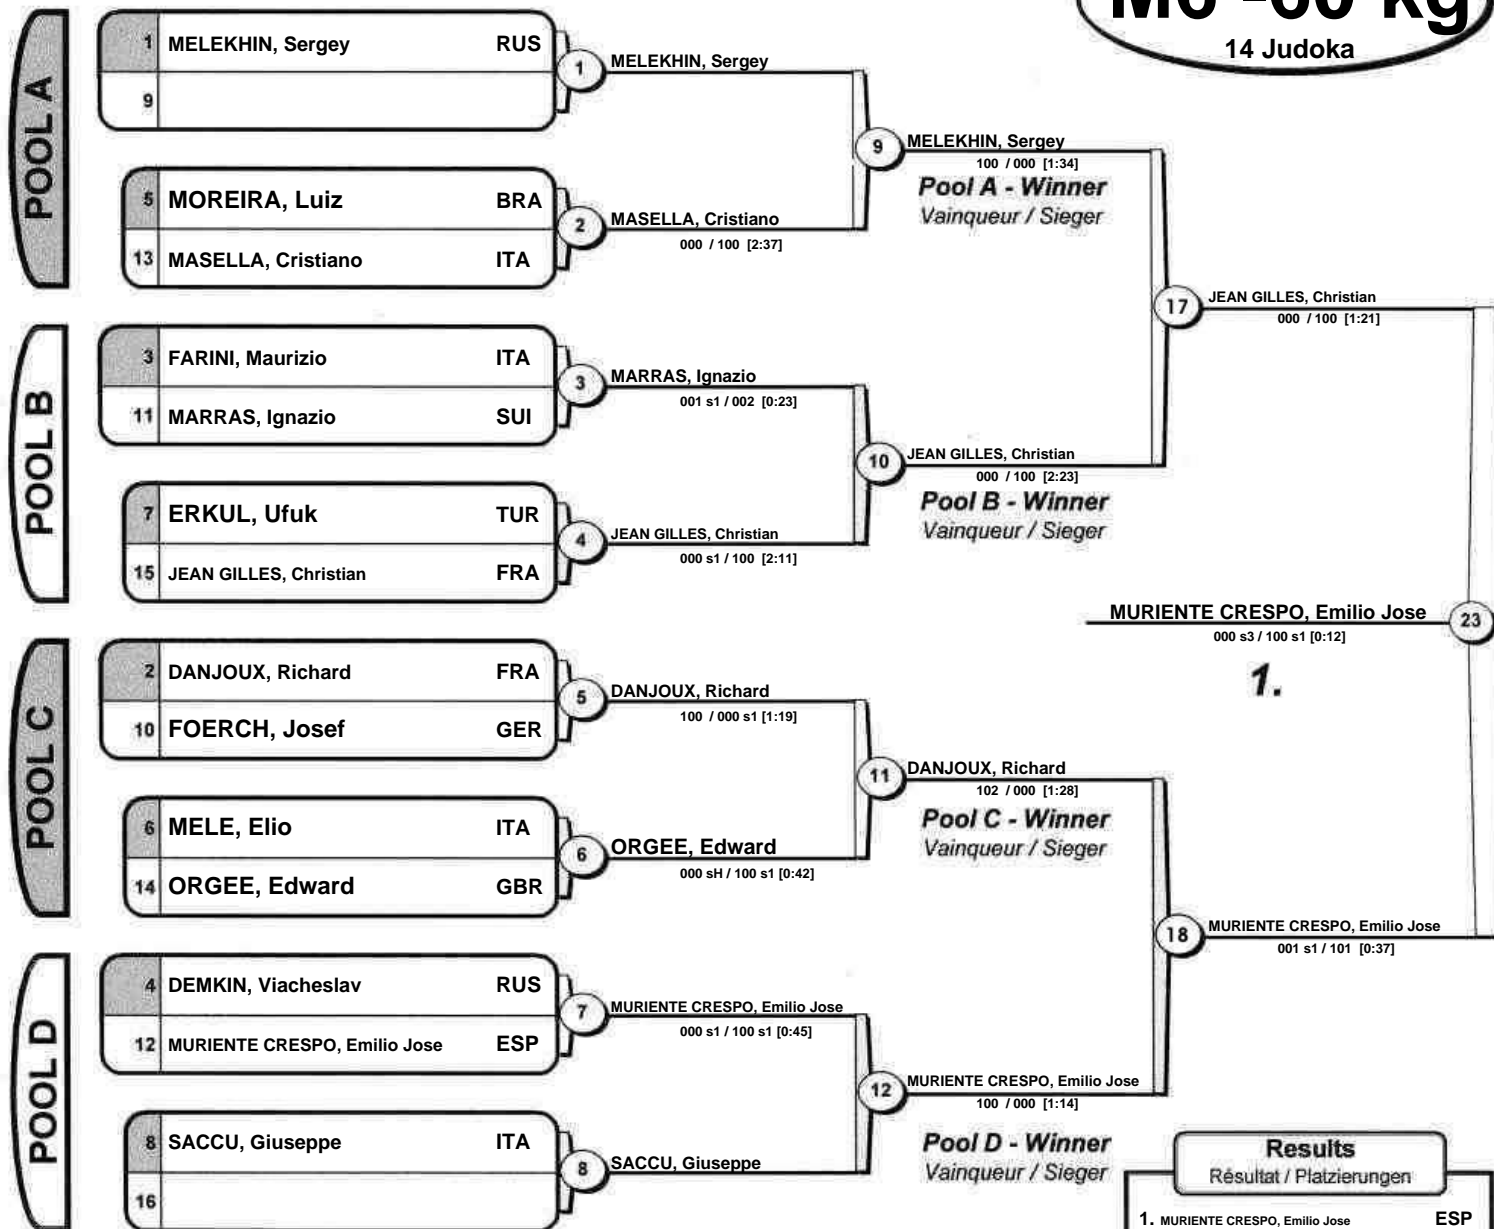 M6 -60 kg
14 Judoka
POOL A
1 MELEKHIN, Sergey RUS
9
1 MELEKHIN, Sergey
5 MOREIRA, Luiz BRA
13 MASELLA, Cristiano ITA
2 MASELLA, Cristiano
000 / 100 [2:37]
9 MELEKHIN, Sergey
100 / 000 [1:34]
Pool A - Winner
Vainqueur / Sieger
POOL B
3 FARINI, Maurizio ITA
11 MARRAS, Ignazio SUI
3 MARRAS, Ignazio
001 s1 / 002 [0:23]
7 ERKUL, Ufuk TUR
15 JEAN GILLES, Christian FRA
4 JEAN GILLES, Christian
000 s1 / 100 [2:11]
10 JEAN GILLES, Christian
000 / 100 [2:23]
Pool B - Winner
Vainqueur / Sieger
17 JEAN GILLES, Christian
000 / 100 [1:21]
MURIENTE CRESPO, Emilio Jose 23
000 s3 / 100 s1 [0:12]
1.
POOL C
2 DANJOUX, Richard FRA
10 FOERCH, Josef GER
5 DANJOUX, Richard
100 / 000 s1 [1:19]
6 MELE, Elio ITA
14 ORGEE, Edward GBR
6 ORGEE, Edward
000 sH / 100 s1 [0:42]
11 DANJOUX, Richard
102 / 000 [1:28]
Pool C - Winner
Vainqueur / Sieger
18 MURIENTE CRESPO, Emilio Jose
001 s1 / 101 [0:37]
POOL D
4 DEMKIN, Viacheslav RUS
12 MURIENTE CRESPO, Emilio Jose ESP
7 MURIENTE CRESPO, Emilio Jose
000 s1 / 100 s1 [0:45]
8 SACCU, Giuseppe ITA
16
8 SACCU, Giuseppe
12 MURIENTE CRESPO, Emilio Jose
100 / 000 [1:14]
Pool D - Winner
Vainqueur / Sieger
Results
Résultat / Platzierungen
1. MURIENTE CRESPO, Emilio Jose ESP